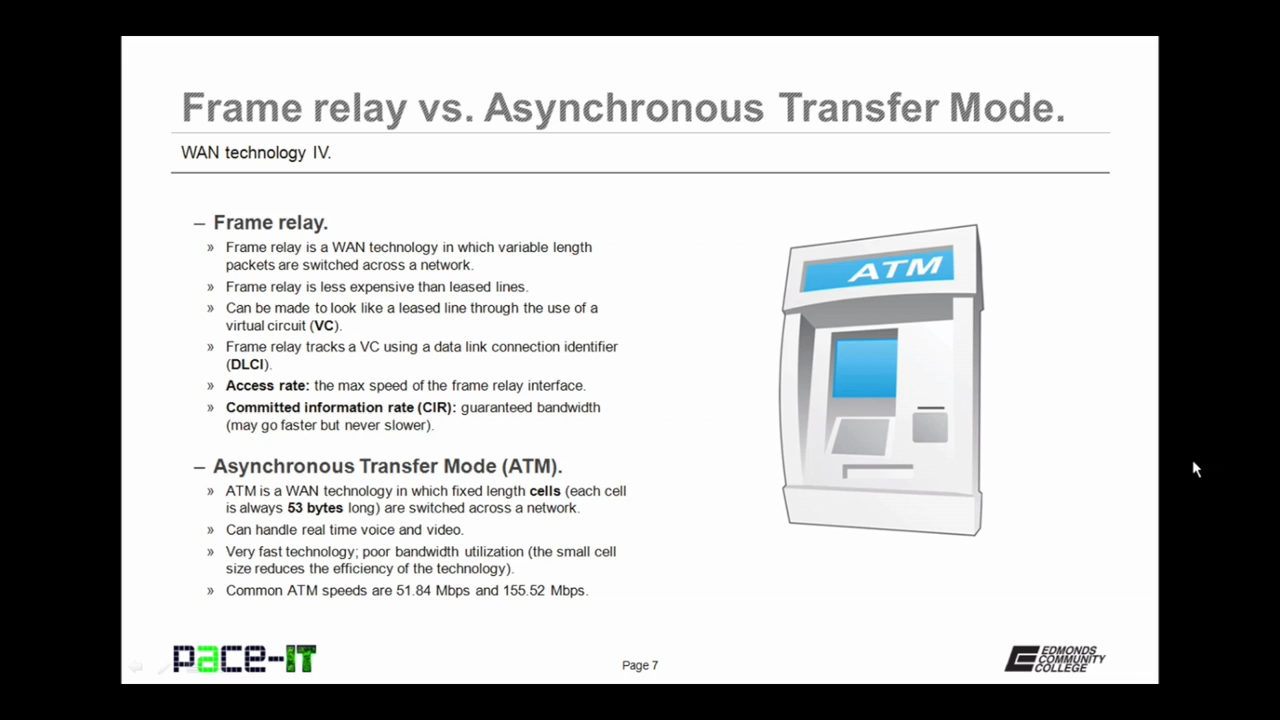 Frame relay vs. Asynchronous Transfer Mode.
WAN technology IV.
– Frame relay.
» Frame relay is a WAN technology in which variable length
packets are switched across a network.
» Frame relay is less expensive than leased lines.
» Can be made to look like a leased line through the use of a
virtual circuit (VC).
» Frame relay tracks a VC using a data link connection identifier
(DLCI).
» Access rate: the max speed of the frame relay interface.
» Committed information rate (CIR): guaranteed bandwidth
(may go faster but never slower).
– Asynchronous Transfer Mode (ATM).
» ATM is a WAN technology in which fixed length cells (each cell
is always 53 bytes long) are switched across a network.
» Can handle real time voice and video.
» Very fast technology; poor bandwidth utilization (the small cell
size reduces the efficiency of the technology).
» Common ATM speeds are 51.84 Mbps and 155.52 Mbps.
ATM
pace-IT
Page 7
EDMONDS
COMMUNITY
COLLEGE